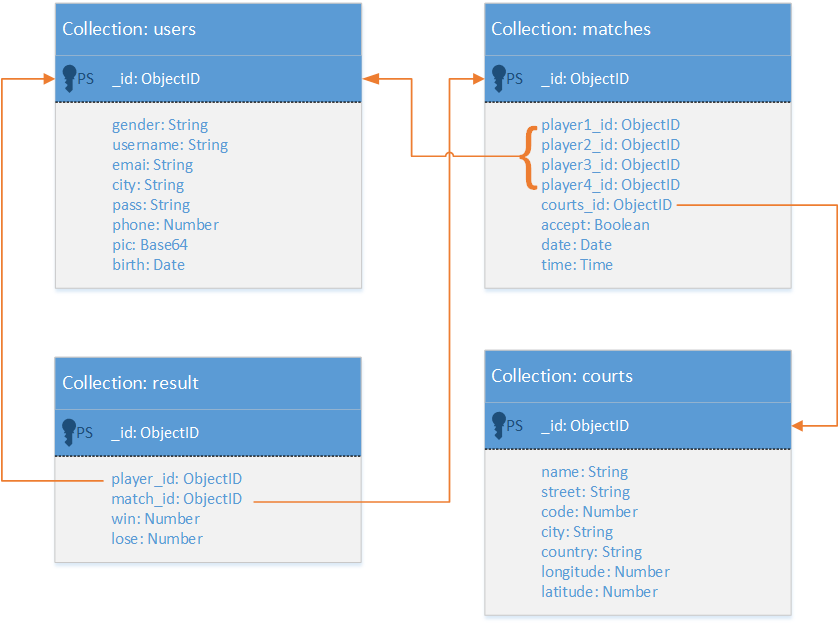 Collection: users
PS _id: ObjectID
gender: String
username: String
emai: String
city: String
pass: String
phone: Number
pic: Base64
birth: Date
Collection: matches
PS _id: ObjectID
player1_id: ObjectID
player2_id: ObjectID
player3_id: ObjectID
player4_id: ObjectID
courts_id: ObjectID
accept: Boolean
date: Date
time: Time
Collection: result
PS _id: ObjectID
player_id: ObjectID
match_id: ObjectID
win: Number
lose: Number
Collection: courts
PS _id: ObjectID
name: String
street: String
code: Number
city: String
country: String
longitude: Number
latitude: Number